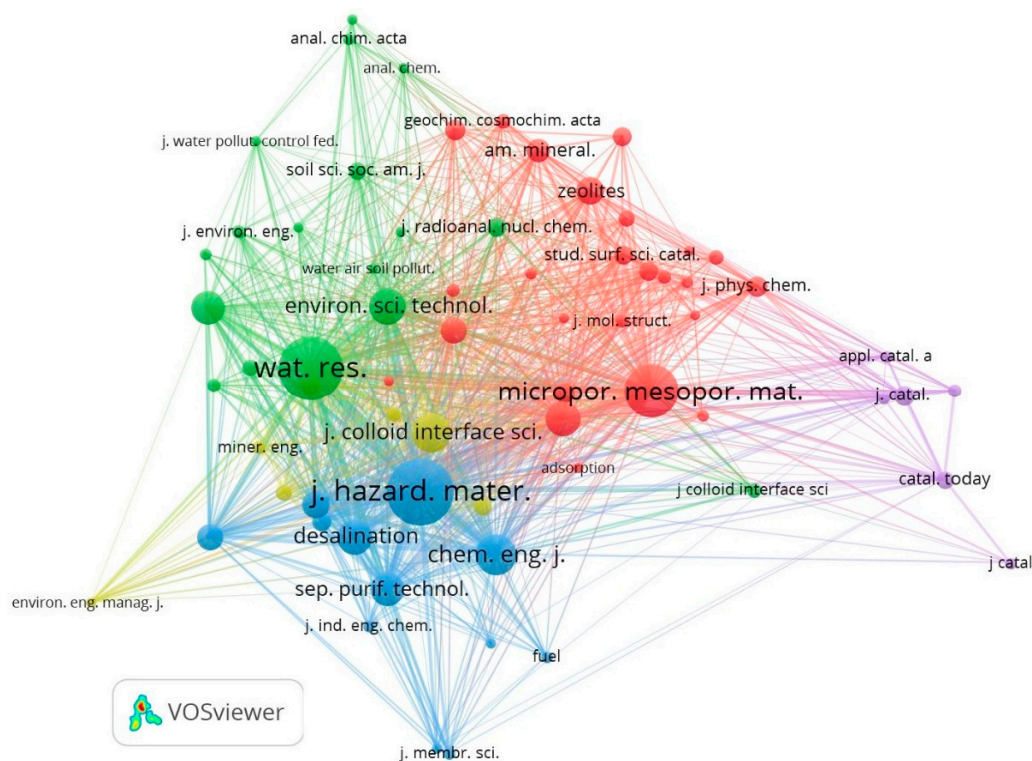 anal. chim. acta
anal. chem.
geochim. cosmochim. acta
j. water pollut. control fed.
am. mineral.
soil sci. soc. am. j.
zeolites
j. environ. eng.
j. radioanal. nucl. chem.
stud. surf. sci. catal.
water air soil pollut.
j. phys. chem.
environ. sci. technol.
j. mol. struct.
appl. catal. a
wat. res.
micropor. mesopor. mat.
j. catal.
j. colloid interface sci.
miner. eng.
adsorption
catal. today
j. hazard. mater.
j colloid interface sci
desalination
chem. eng. j.
j catal
sep. purif. technol.
environ. eng. manag. j.
j. ind. eng. chem.
fuel
VOSviewer
j. membr. sci.